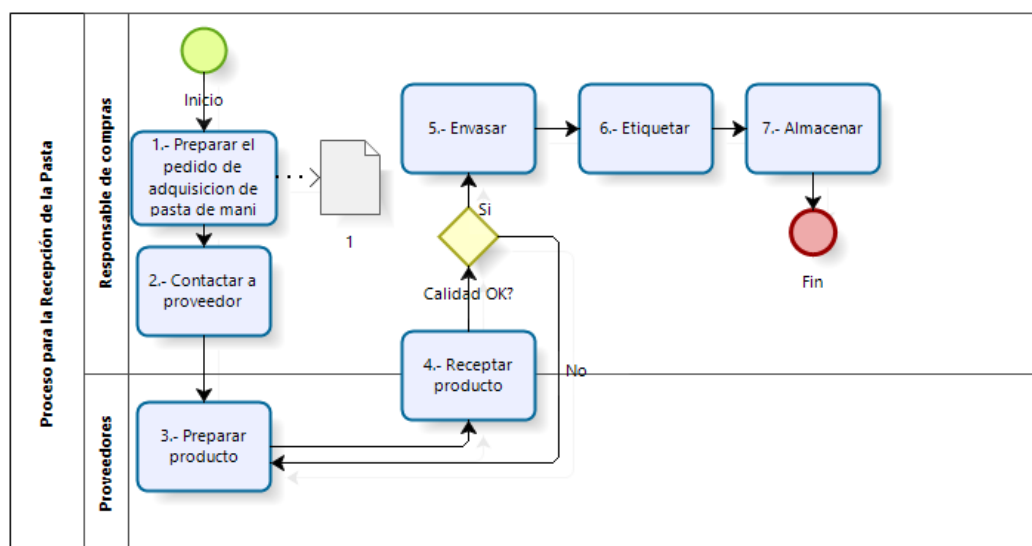 Proceso para la Recepción de la Pasta
Responsable de compras
Inicio
1.- Preparar el
pedido de
adquisicion de
pasta de mani
1
2.- Contactar a
proveedor
5.- Envasar
6.- Etiquetar
7.- Almacenar
Si
Calidad OK?
Fin
4.- Receptar
producto
No
Proveedores
3.- Preparar
producto